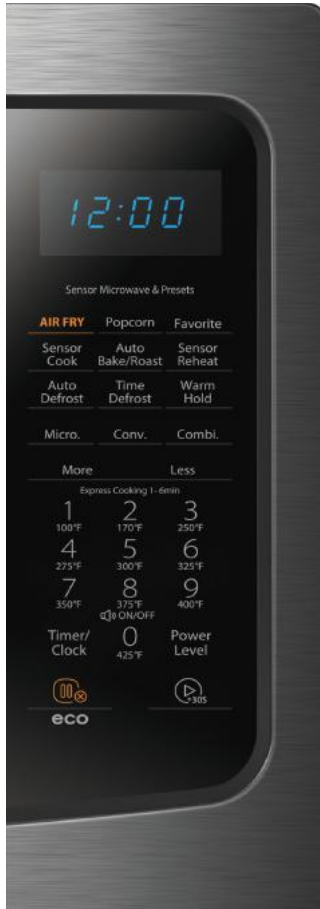 12:00
Sensor Microwave & Presets
AIR FRY Popcorn Favorite
Sensor Cook Auto Bake/Roast Sensor Reheat
Auto Defrost Time Defrost Warm Hold
Micro. Conv. Combi.
More Less
Express Cooking 1-6min
1 2 3
100°F 170°F 250°F
4 5 6
275°F 300°F 325°F
7 8 9
350°F 375°F 400°F
ON/OFF
Timer/Clock 0 Power Level
425°F
+30S
eco